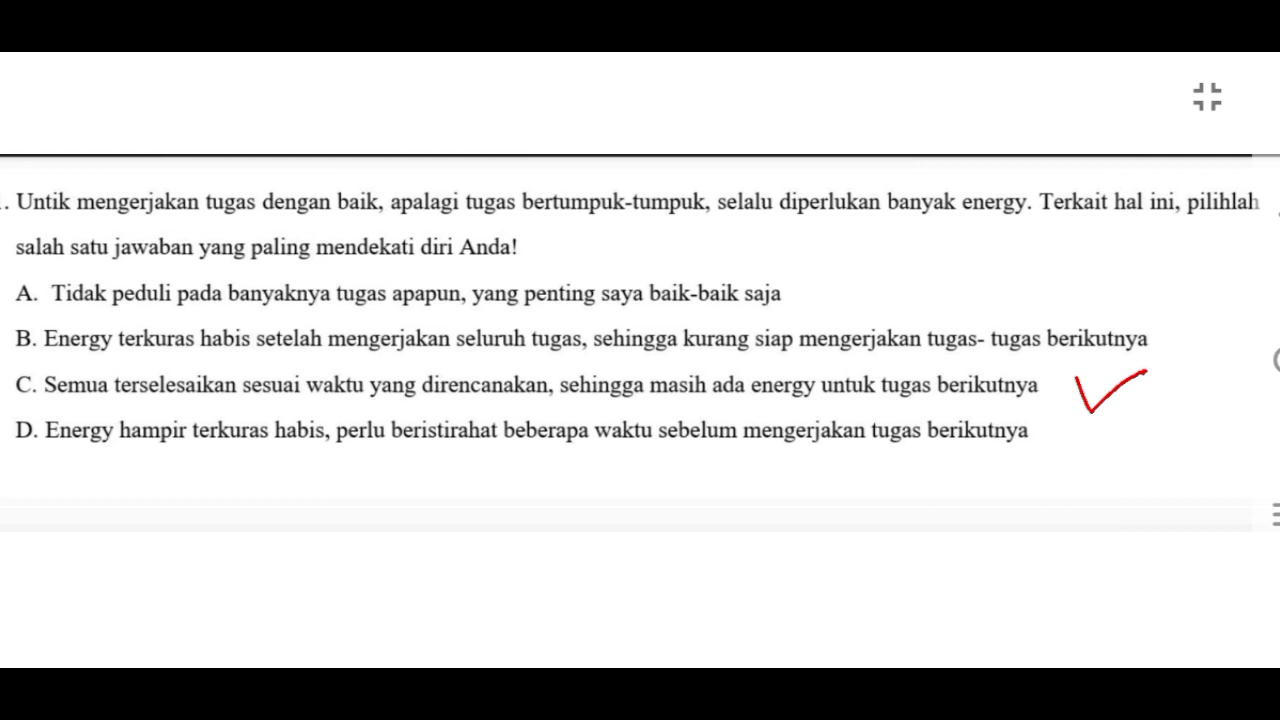 . Untik mengerjakan tugas dengan baik, apalagi tugas bertumpuk-tumpuk, selalu diperlukan banyak energy. Terkait hal ini, pilihlah
salah satu jawaban yang paling mendekati diri Anda!
A. Tidak peduli pada banyaknya tugas apapun, yang penting saya baik-baik saja
B. Energy terkuras habis setelah mengerjakan seluruh tugas, sehingga kurang siap mengerjakan tugas- tugas berikutnya
C. Semua terselesaikan sesuai waktu yang direncanakan, sehingga masih ada energy untuk tugas berikutnya
D. Energy hampir terkuras habis, perlu beristirahat beberapa waktu sebelum mengerjakan tugas berikutnya